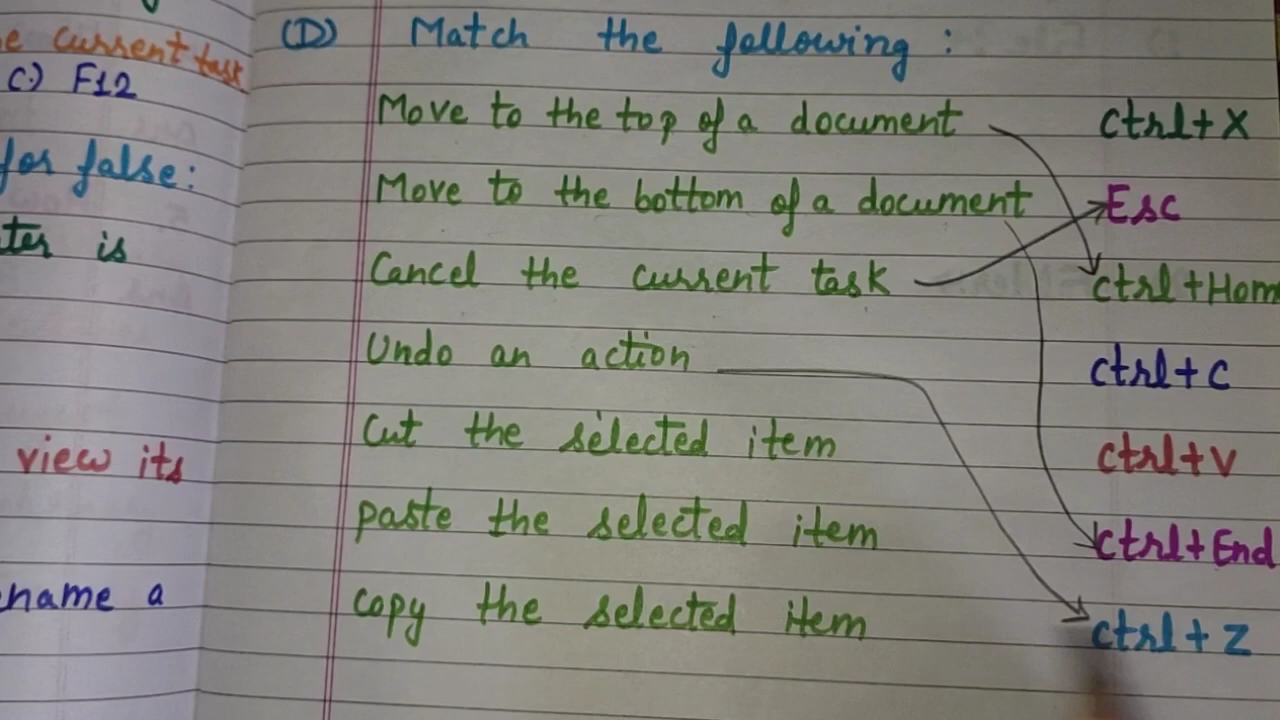 e current task
c.) F12
for false:
ter is
view its
name a
(D) Match the following :
Move to the top of a document ctrl+X
Move to the bottom of a document Esc
Cancel the current task ctrl+Hom
Undo an action ctrl+c
Cut the selected item ctrl+v
paste the selected item ctrl+End
copy the selected item ctrl+z